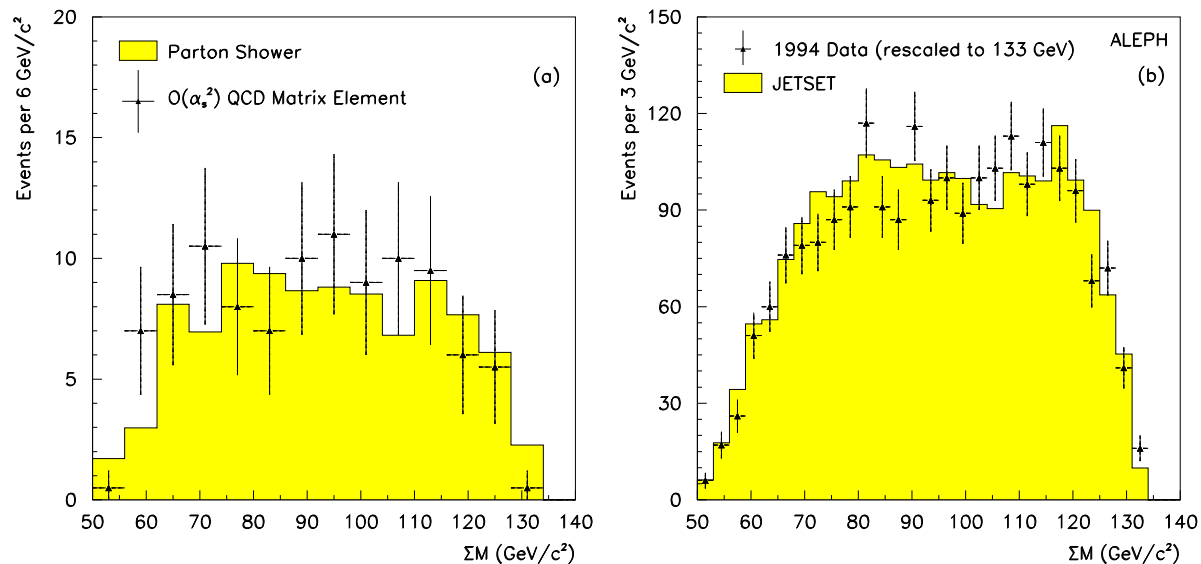 Events per 6 GeV/c²
20
15
10
5
0
Parton Shower
O(αₛ²) QCD Matrix Element
(a)
50 60 70 80 90 100 110 120 130 140
ΣM (GeV/c²)
Events per 3 GeV/c²
150
120
90
60
30
0
1994 Data (rescaled to 133 GeV)
JETSET
ALEPH
(b)
50 60 70 80 90 100 110 120 130 140
ΣM (GeV/c²)